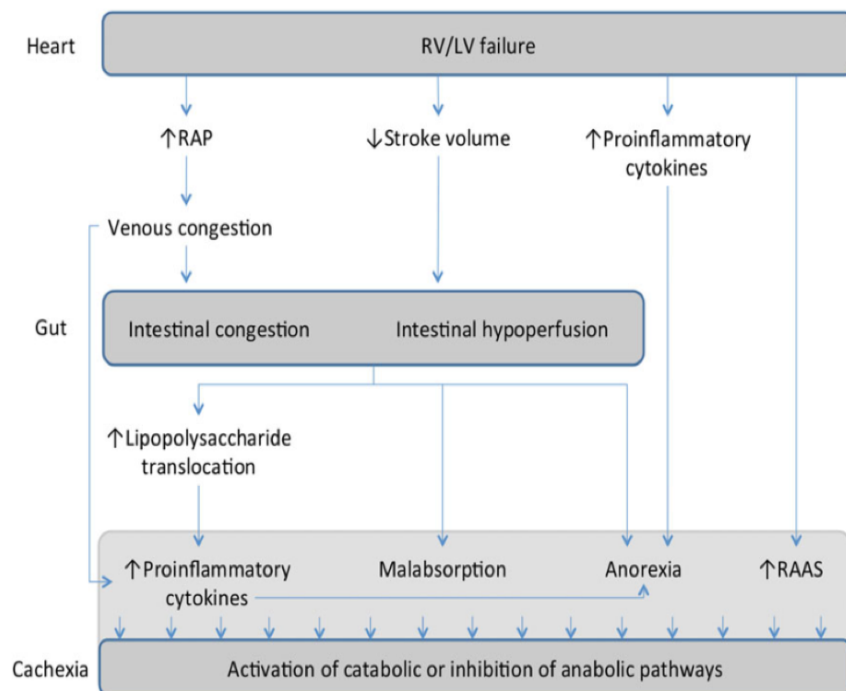 Heart
RV/LV failure
↑RAP
↓Stroke volume
↑Proinflammatory
cytokines
Venous congestion
Gut
Intestinal congestion
Intestinal hypoperfusion
↑Lipopolysaccharide
translocation
↑Proinflammatory
cytokines
Malabsorption
Anorexia
↑RAAS
Cachexia
Activation of catabolic or inhibition of anabolic pathways